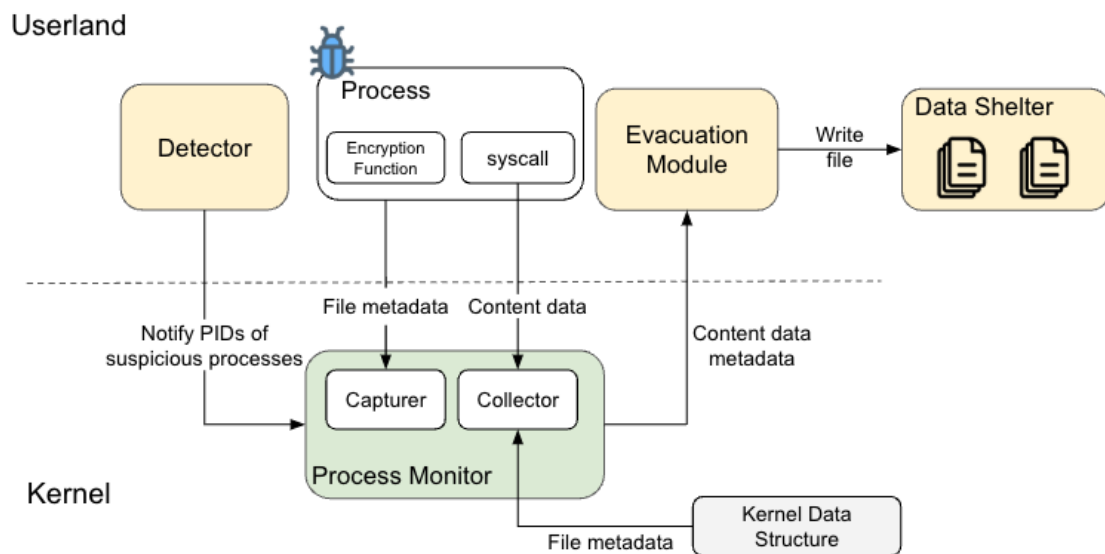 Userland
Process
Detector
Encryption
Function
syscall
Evacuation
Module
Write
file
Data Shelter
File metadata
Content data
Notify PIDs of
suspicious processes
Content data
metadata
Capturer
Collector
Process Monitor
Kernel
Kernel Data
Structure
File metadata